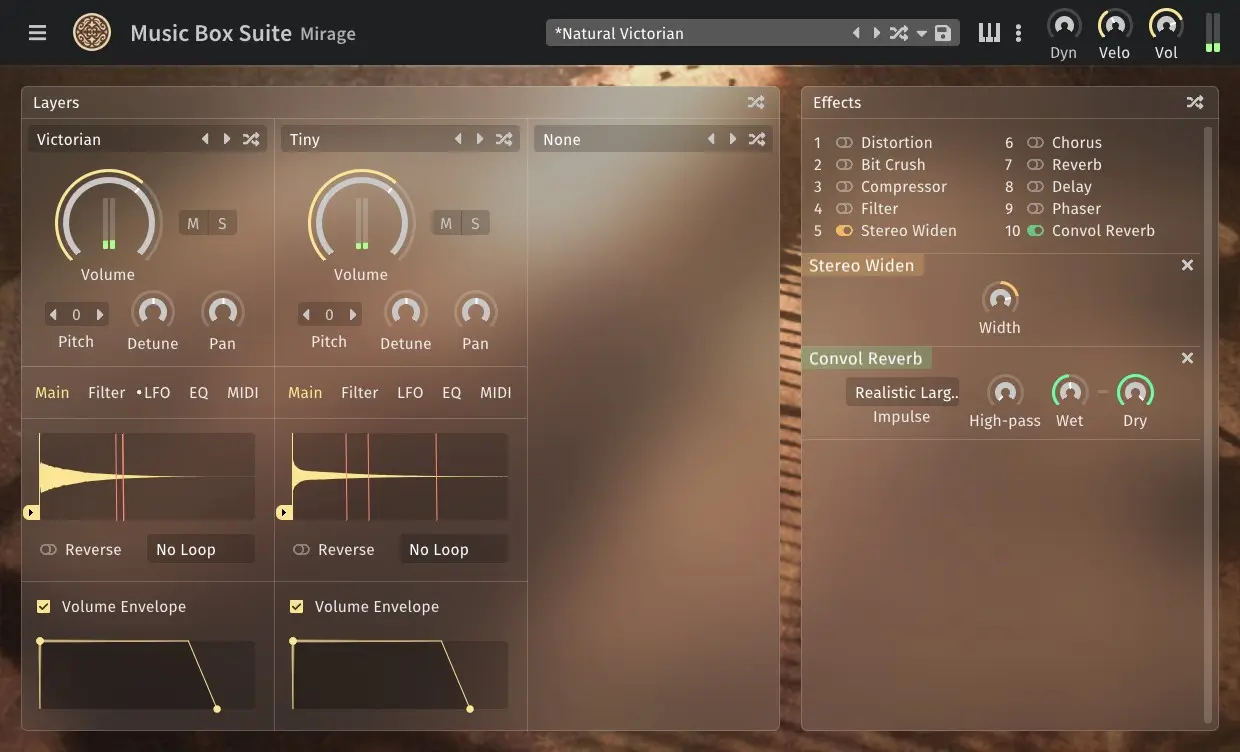 Music Box Suite Mirage
*Natural Victorian
Dyn Velo Vol
Layers
Victorian
Volume
M S
0
Pitch Detune Pan
Main Filter •LFO EQ MIDI
Reverse No Loop
Volume Envelope
Tiny
Volume
M S
0
Pitch Detune Pan
Main Filter LFO EQ MIDI
Reverse No Loop
Volume Envelope
None
Effects
1 Distortion
2 Bit Crush
3 Compressor
4 Filter
5 Stereo Widen
6 Chorus
7 Reverb
8 Delay
9 Phaser
10 Convol Reverb
Stereo Widen
Width
Convol Reverb
Realistic Larg..
Impulse High-pass Wet Dry